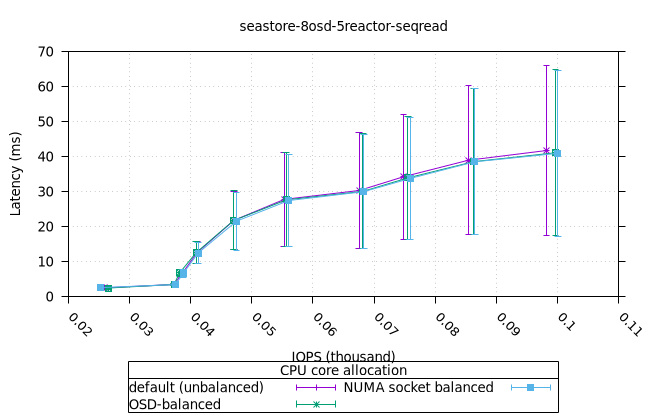 seastore-8osd-5reactor-seqread
70
60
50
40
30
20
10
0
Latency (ms)
0.02 0.03 0.04 0.05 0.06 0.07 0.08 0.09 0.1 0.11
IOPS (thousand)
CPU core allocation
default (unbalanced) NUMA socket balanced
OSD-balanced